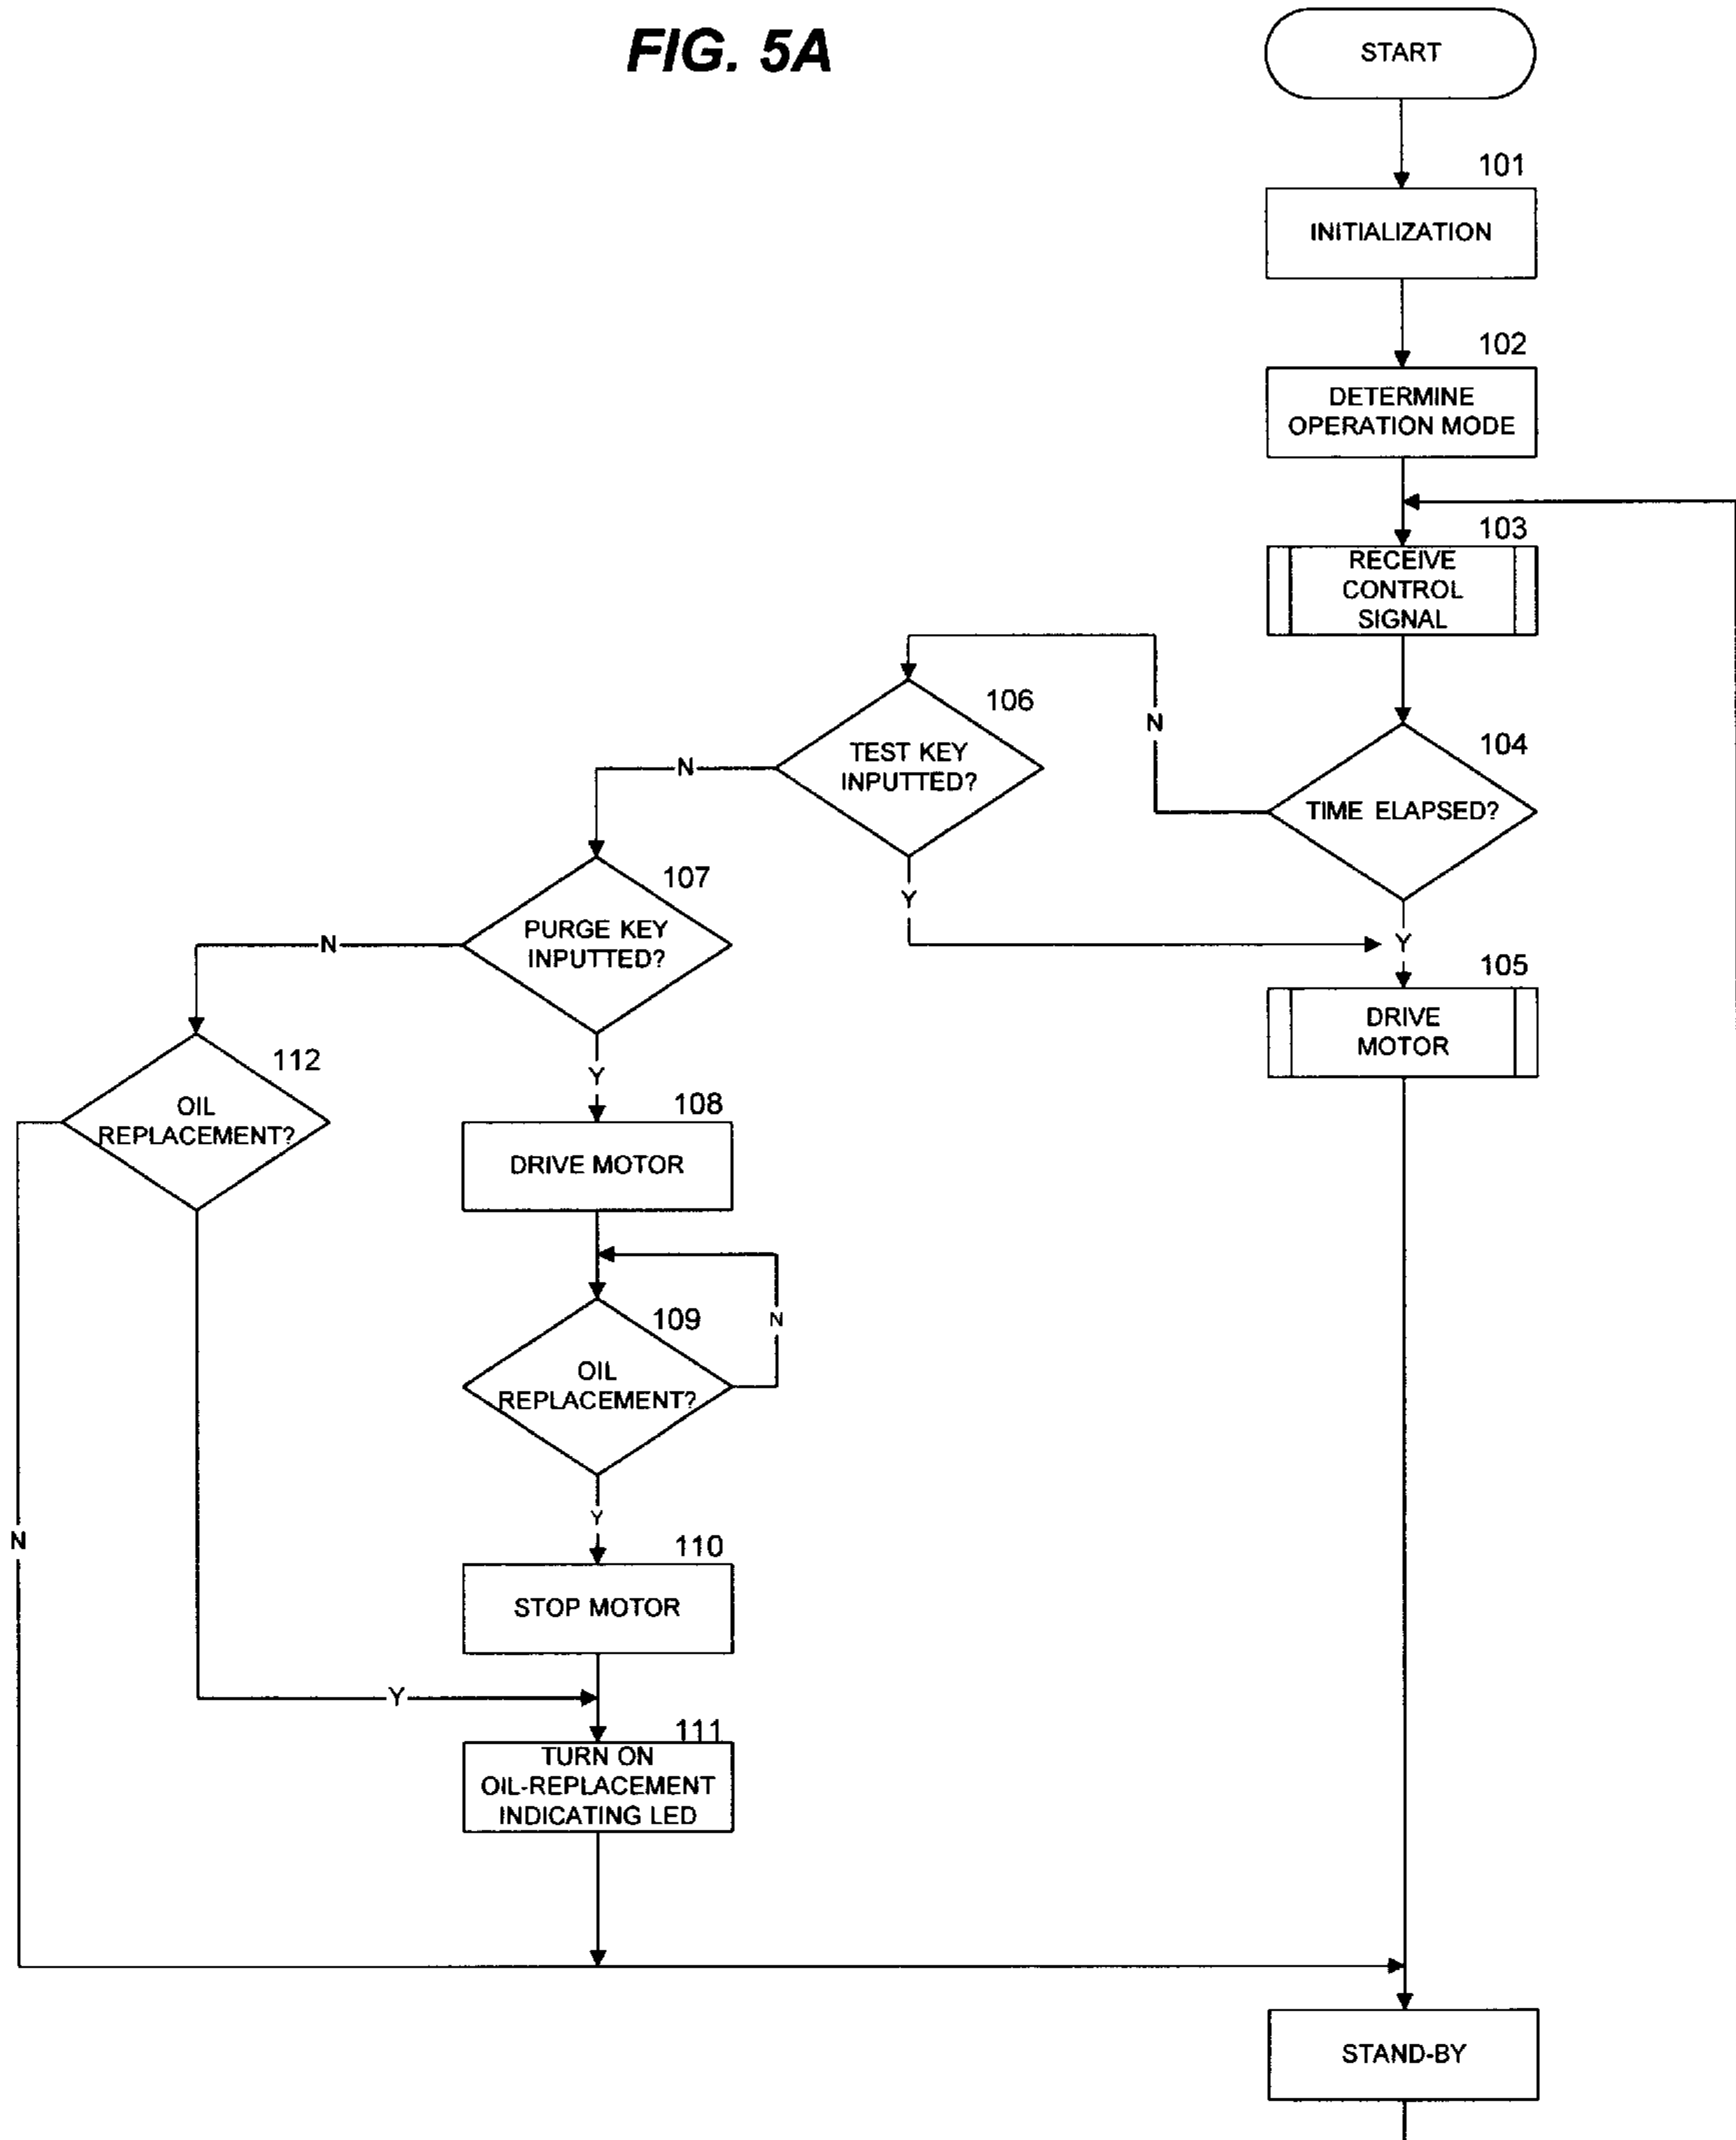 FIG. 5A
START
101
INITIALIZATION
102
DETERMINE
OPERATION MODE
103
RECEIVE
CONTROL
SIGNAL
104
TIME ELAPSED?
N
106
TEST KEY
INPUTTED?
N
Y
Y
105
DRIVE
MOTOR
107
PURGE KEY
INPUTTED?
N
Y
112
OIL
REPLACEMENT?
N
Y
108
DRIVE MOTOR
109
OIL
REPLACEMENT?
N
Y
110
STOP MOTOR
111
TURN ON
OIL-REPLACEMENT
INDICATING LED
STAND-BY